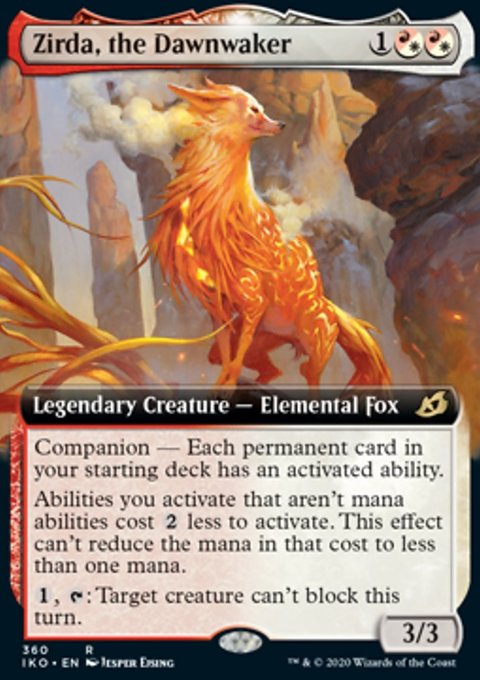 Zirda, the Dawnwaker 1
Legendary Creature — Elemental Fox
Companion — Each permanent card in
your starting deck has an activated ability.
Abilities you activate that aren't mana
abilities cost 2 less to activate. This effect
can't reduce the mana in that cost to less
than one mana.
1, : Target creature can't block this
turn.
3/3
360 R
IKO • EN Jesper Eising
™ & © 2020 Wizards of the Coast